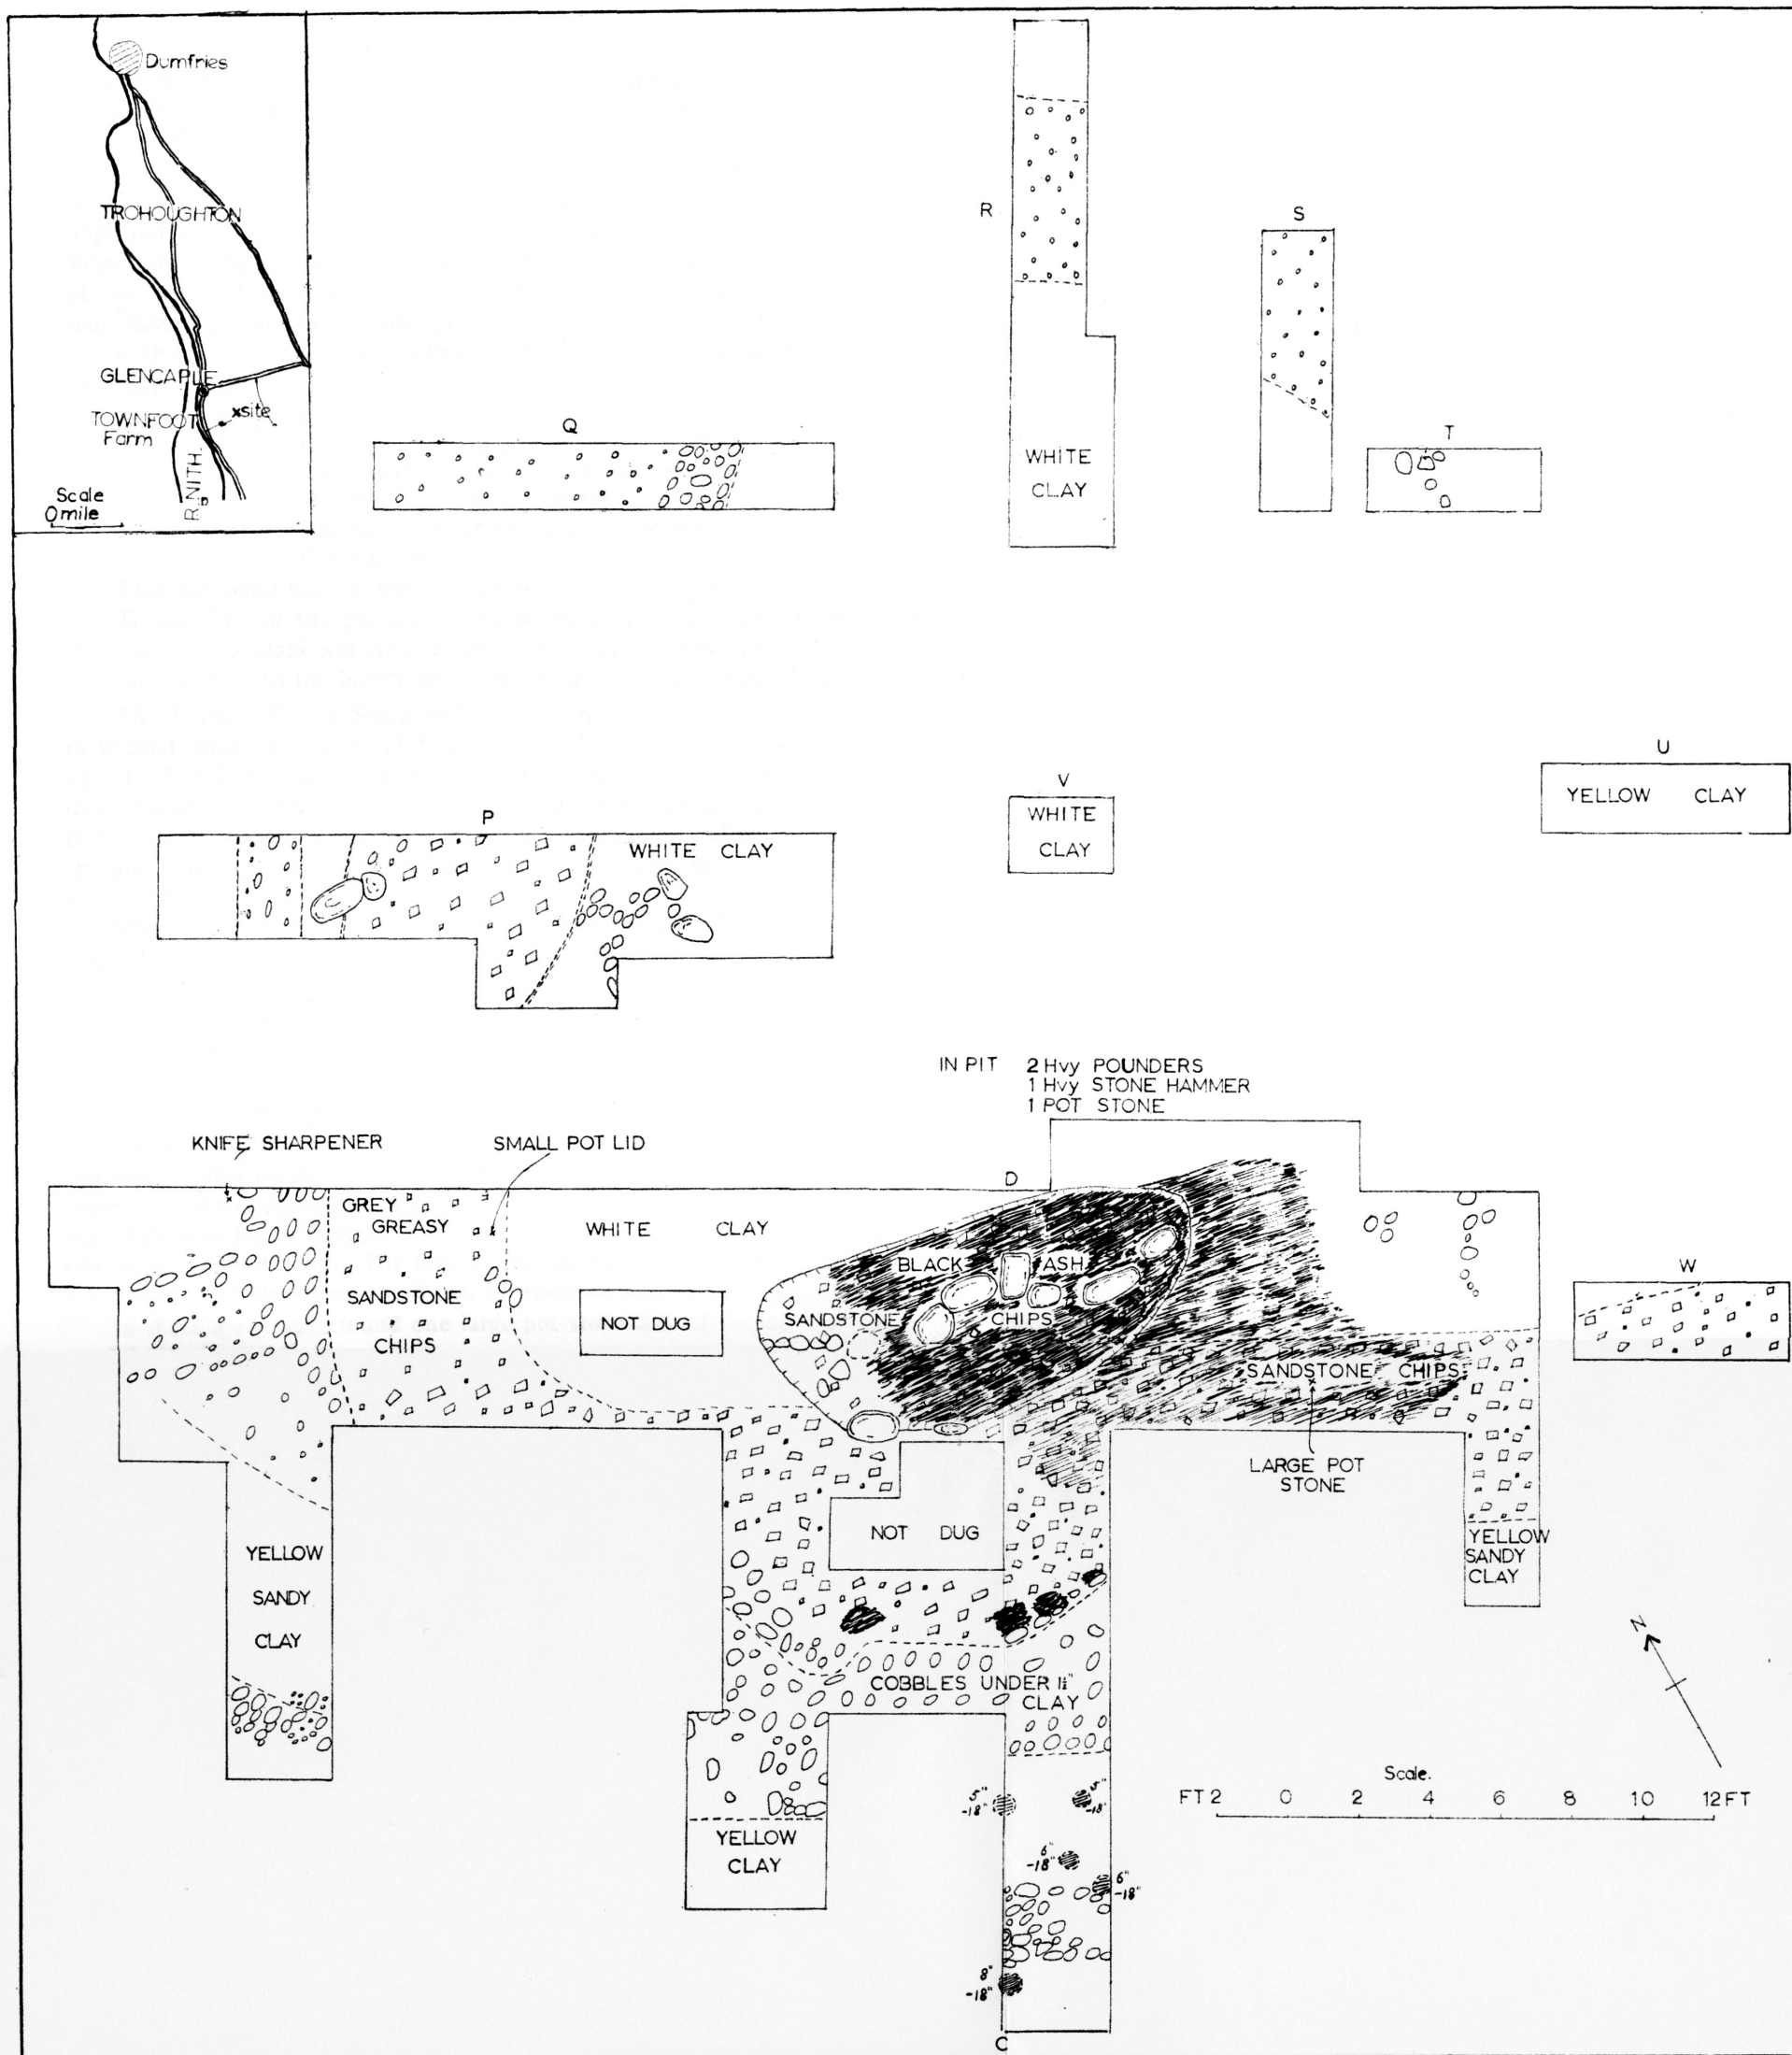 Dumfries
TROHOUGHTON
GLENCAPLE
TOWNFOOT
Farm
xsite
R. NITH.
Scale
0 mile
Q
R
WHITE
CLAY
S
T
U
YELLOW CLAY
V
WHITE
CLAY
P
WHITE CLAY
IN PIT 2 Hvy POUNDERS
1 Hvy STONE HAMMER
1 POT STONE
KNIFE SHARPENER
SMALL POT LID
D
GREY
GREASY
SANDSTONE
CHIPS
WHITE CLAY
NOT DUG
BLACK ASH
SANDSTONE CHIPS
SANDSTONE CHIPS
W
LARGE POT
STONE
NOT DUG
YELLOW
SANDY
CLAY
YELLOW
SANDY
CLAY
COBBLES UNDER 1½"
CLAY
YELLOW
CLAY
N
Scale.
FT 2 0 2 4 6 8 10 12 FT
5"
-18"
5"
-18"
6"
-18"
6"
-18"
8"
-18"
C